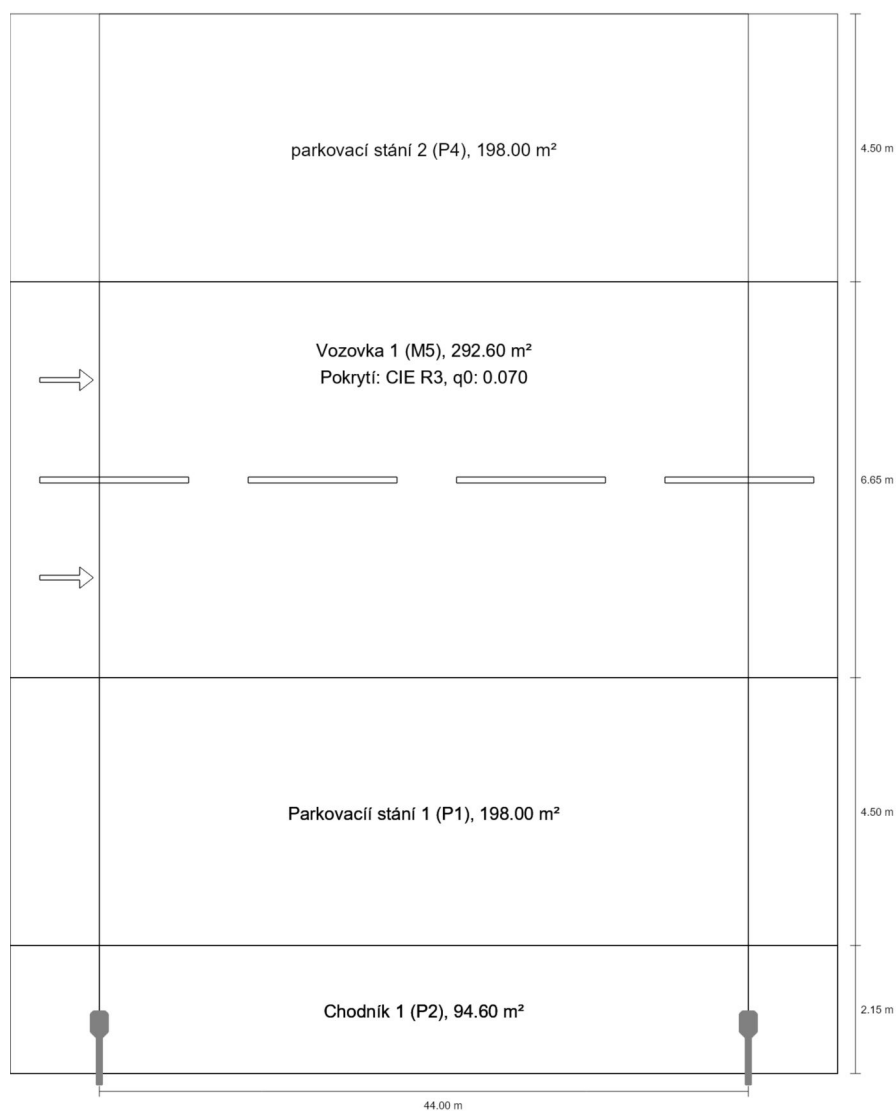 parkovací stání 2 (P4), 198.00 m²
4.50 m
Vozovka 1 (M5), 292.60 m²
Pokrytí: CIE R3, q0: 0.070
6.65 m
Parkovacíí stání 1 (P1), 198.00 m²
4.50 m
Chodník 1 (P2), 94.60 m²
2.15 m
44.00 m